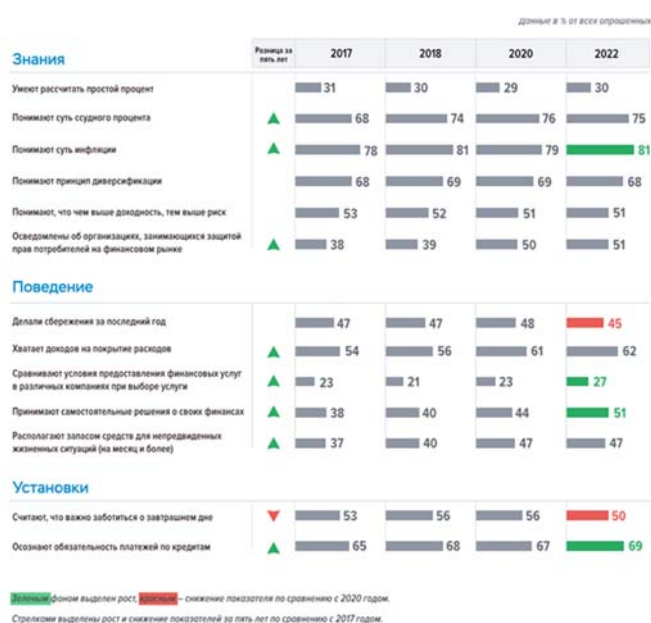 Данные в % от всех опрошенных
Знания
Разница за
пять лет
2017
2018
2020
2022
Умеют рассчитать простой процент
31
30
29
30
Понимают суть ссудного процента
68
74
76
75
Понимают суть инфляции
78
81
79
81
Понимают принцип диверсификации
68
69
69
68
Понимают, что чем выше доходность, тем выше риск
53
52
51
51
Осведомлены об организациях, занимающихся защитой
прав потребителей на финансовом рынке
38
39
50
51
Поведение
Делали сбережения за последний год
47
47
48
45
Хватает доходов на покрытие расходов
54
56
61
62
Сравнивают условия предоставления финансовых услуг
в различных компаниях при выборе услуги
23
21
23
27
Принимают самостоятельные решения о своих финансах
38
40
44
51
Располагают запасом средств для непредвиденных
жизненных ситуаций (на месяц и более)
37
40
47
47
Установки
Считают, что важно заботиться о завтрашнем дне
53
56
56
50
Осознают обязательность платежей по кредитам
65
68
67
69
Зеленым фоном выделен рост, красным – снижение показателя по сравнению с 2020 годом.
Стрелками выделены рост и снижение показателей за пять лет по сравнению с 2017 годом.